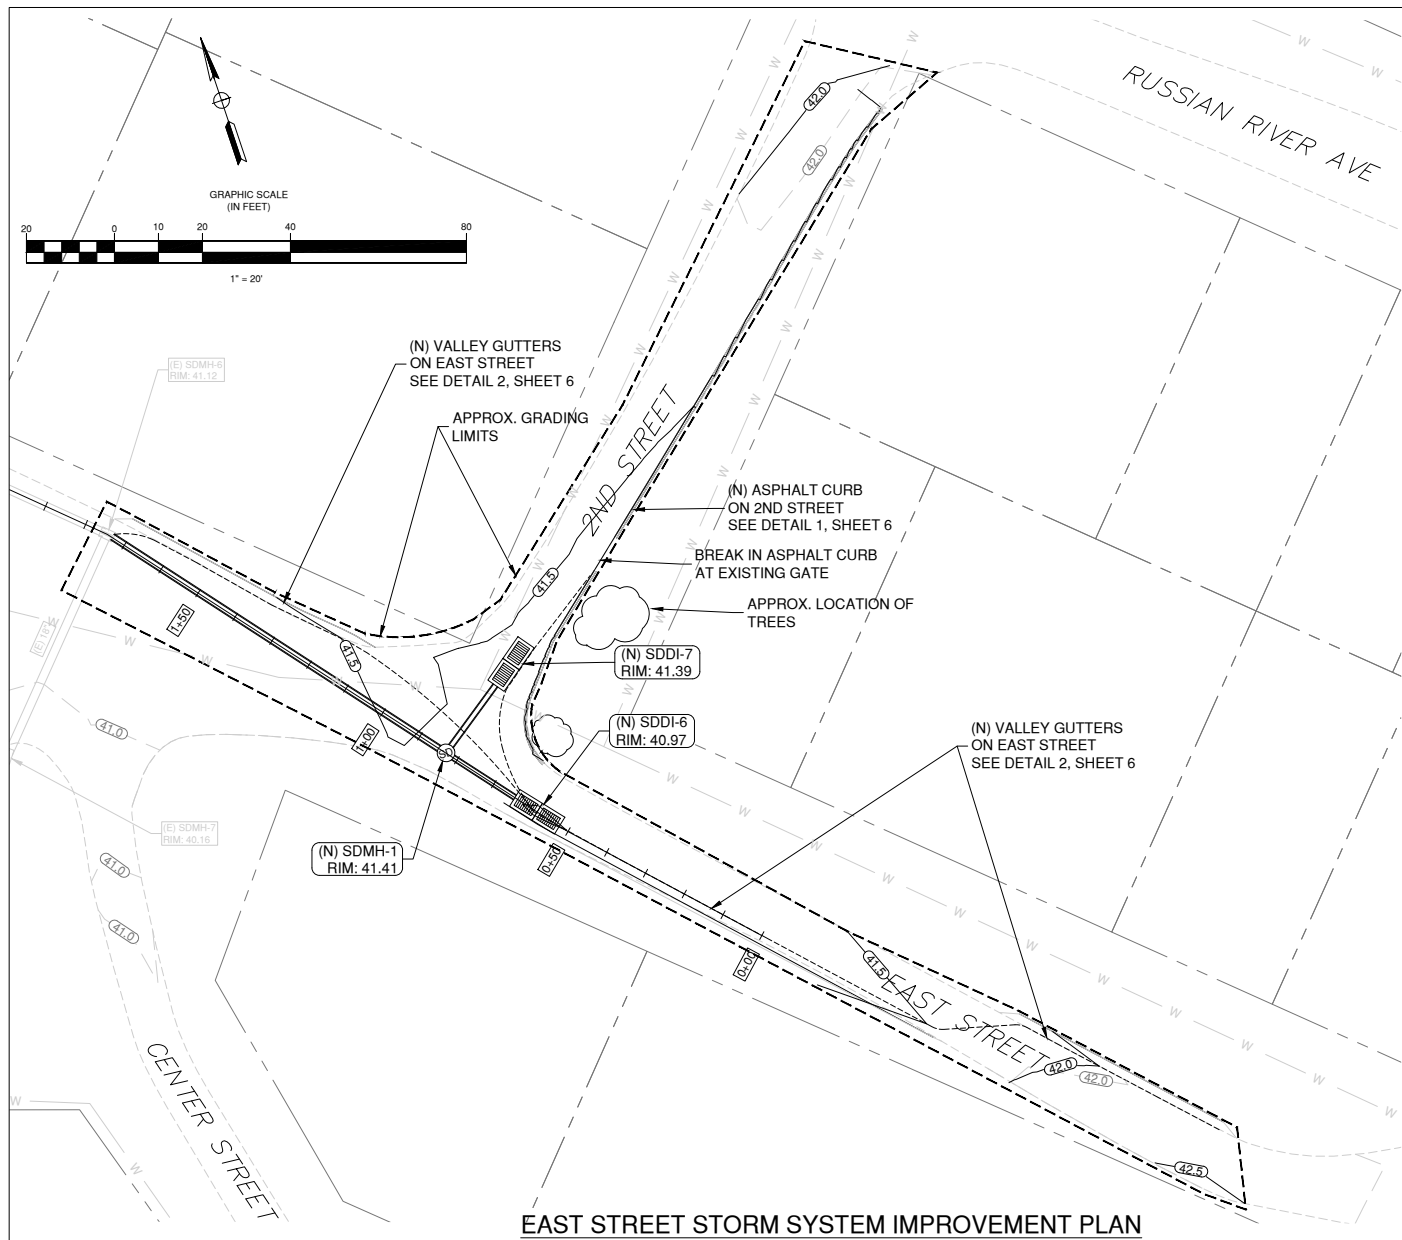 RUSSIAN RIVER AVE
42.0
42.0
GRAPHIC SCALE
(IN FEET)
20 0 10 20 40 80
1" = 20'
(N) VALLEY GUTTERS
ON EAST STREET
SEE DETAIL 2, SHEET 6
(E) SDMH-6
RIM: 41.12
APPROX. GRADING
LIMITS
2ND STREET
(N) ASPHALT CURB
ON 2ND STREET
SEE DETAIL 1, SHEET 6
BREAK IN ASPHALT CURB
AT EXISTING GATE
41.5
APPROX. LOCATION OF
TREES
1+50
(E) 18"
41.5
(N) SDDI-7
RIM: 41.39
41.0
1+00
SD
(N) SDDI-6
RIM: 40.97
(N) VALLEY GUTTERS
ON EAST STREET
SEE DETAIL 2, SHEET 6
(E) SDMH-7
RIM: 40.16
(N) SDMH-1
RIM: 41.41
0+50
41.0
41.0
0+00
41.5
EAST STREET
42.0
42.0
CENTER STREET
42.5
W W W W W W W W W W W W W W W W W W W W W W W W W W W W W W W W W
EAST STREET STORM SYSTEM IMPROVEMENT PLAN